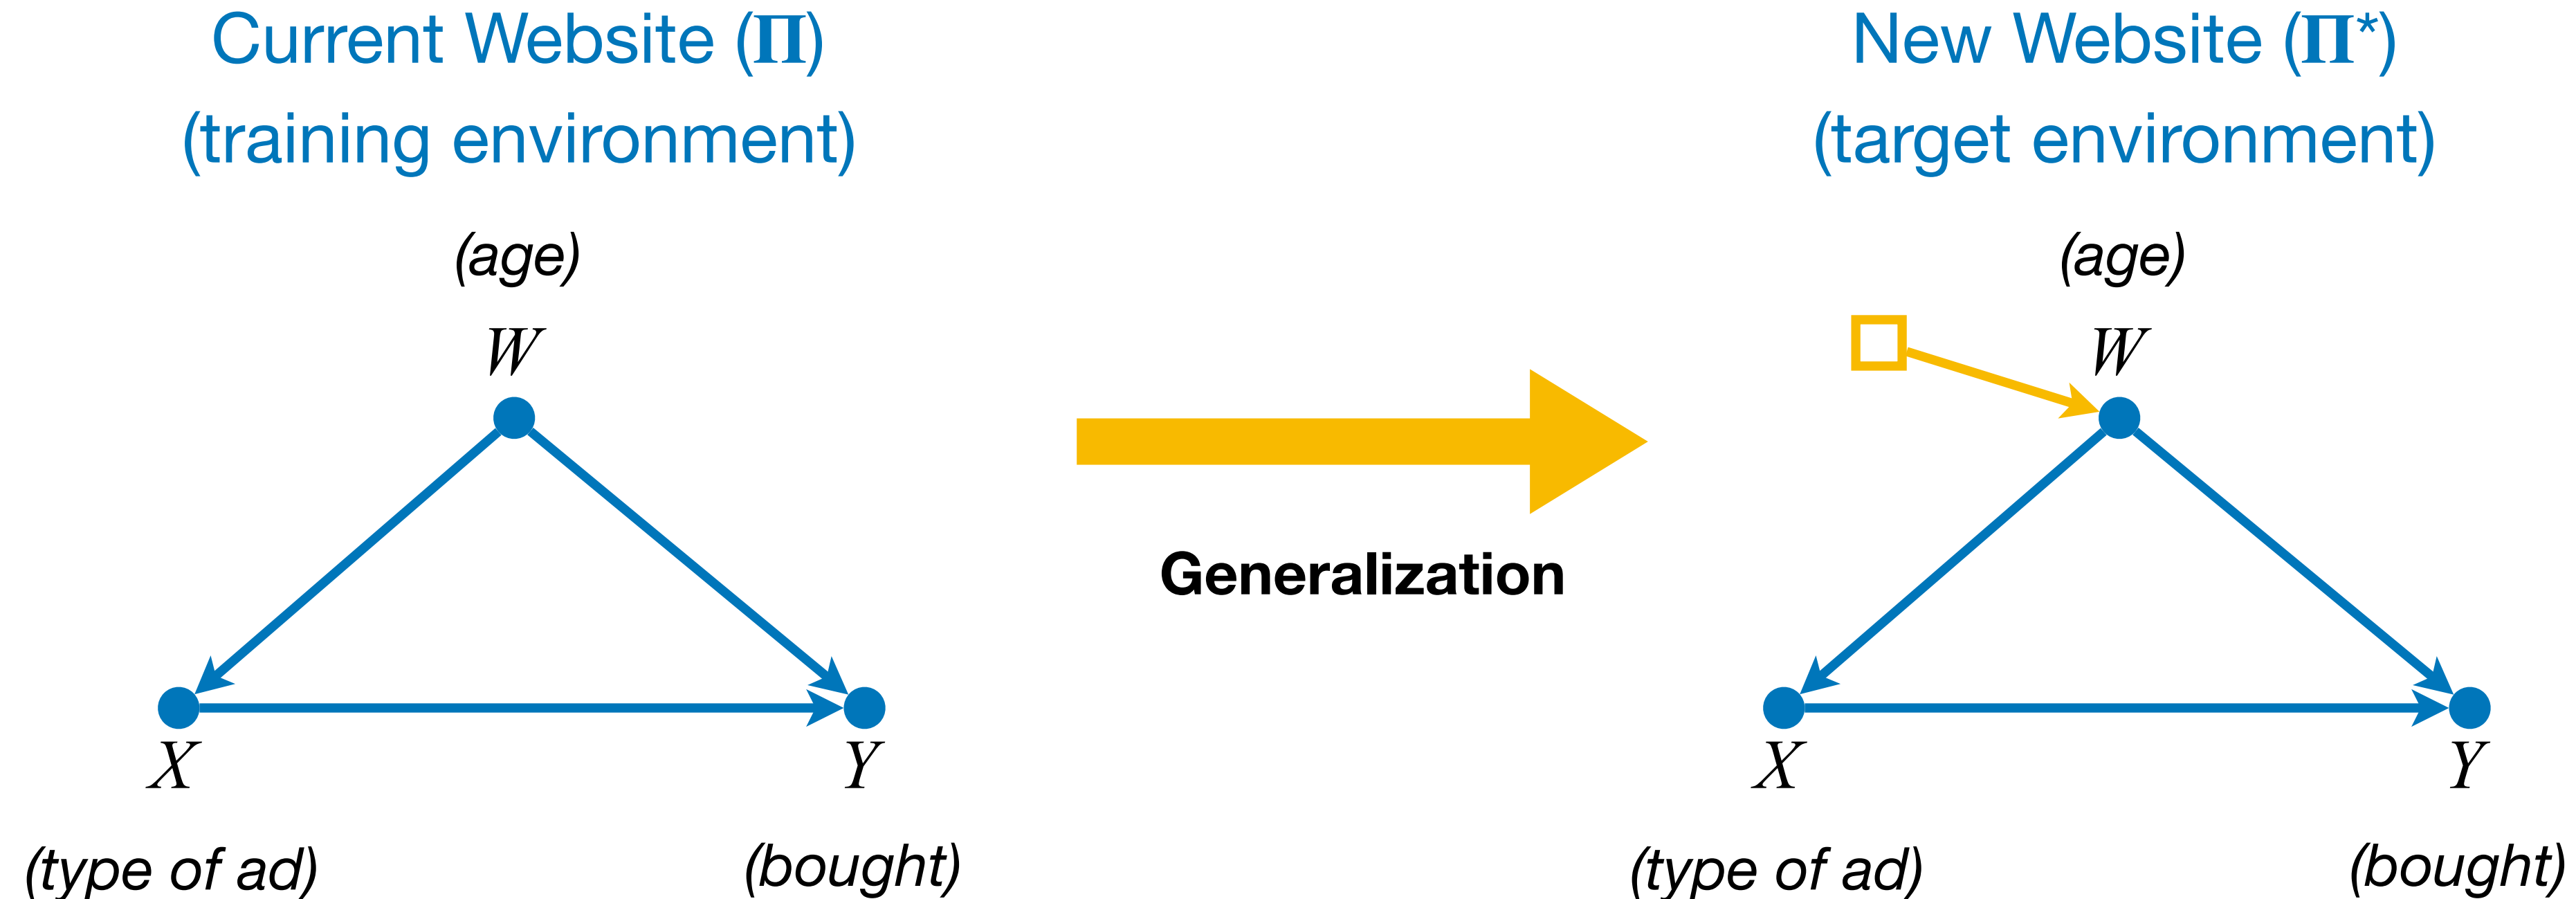 Current Website (Π)
(training environment)
(age)
W
X
Y
(type of ad)
(bought)
Generalization
New Website (Π*)
(target environment)
(age)
W
X
Y
(type of ad)
(bought)